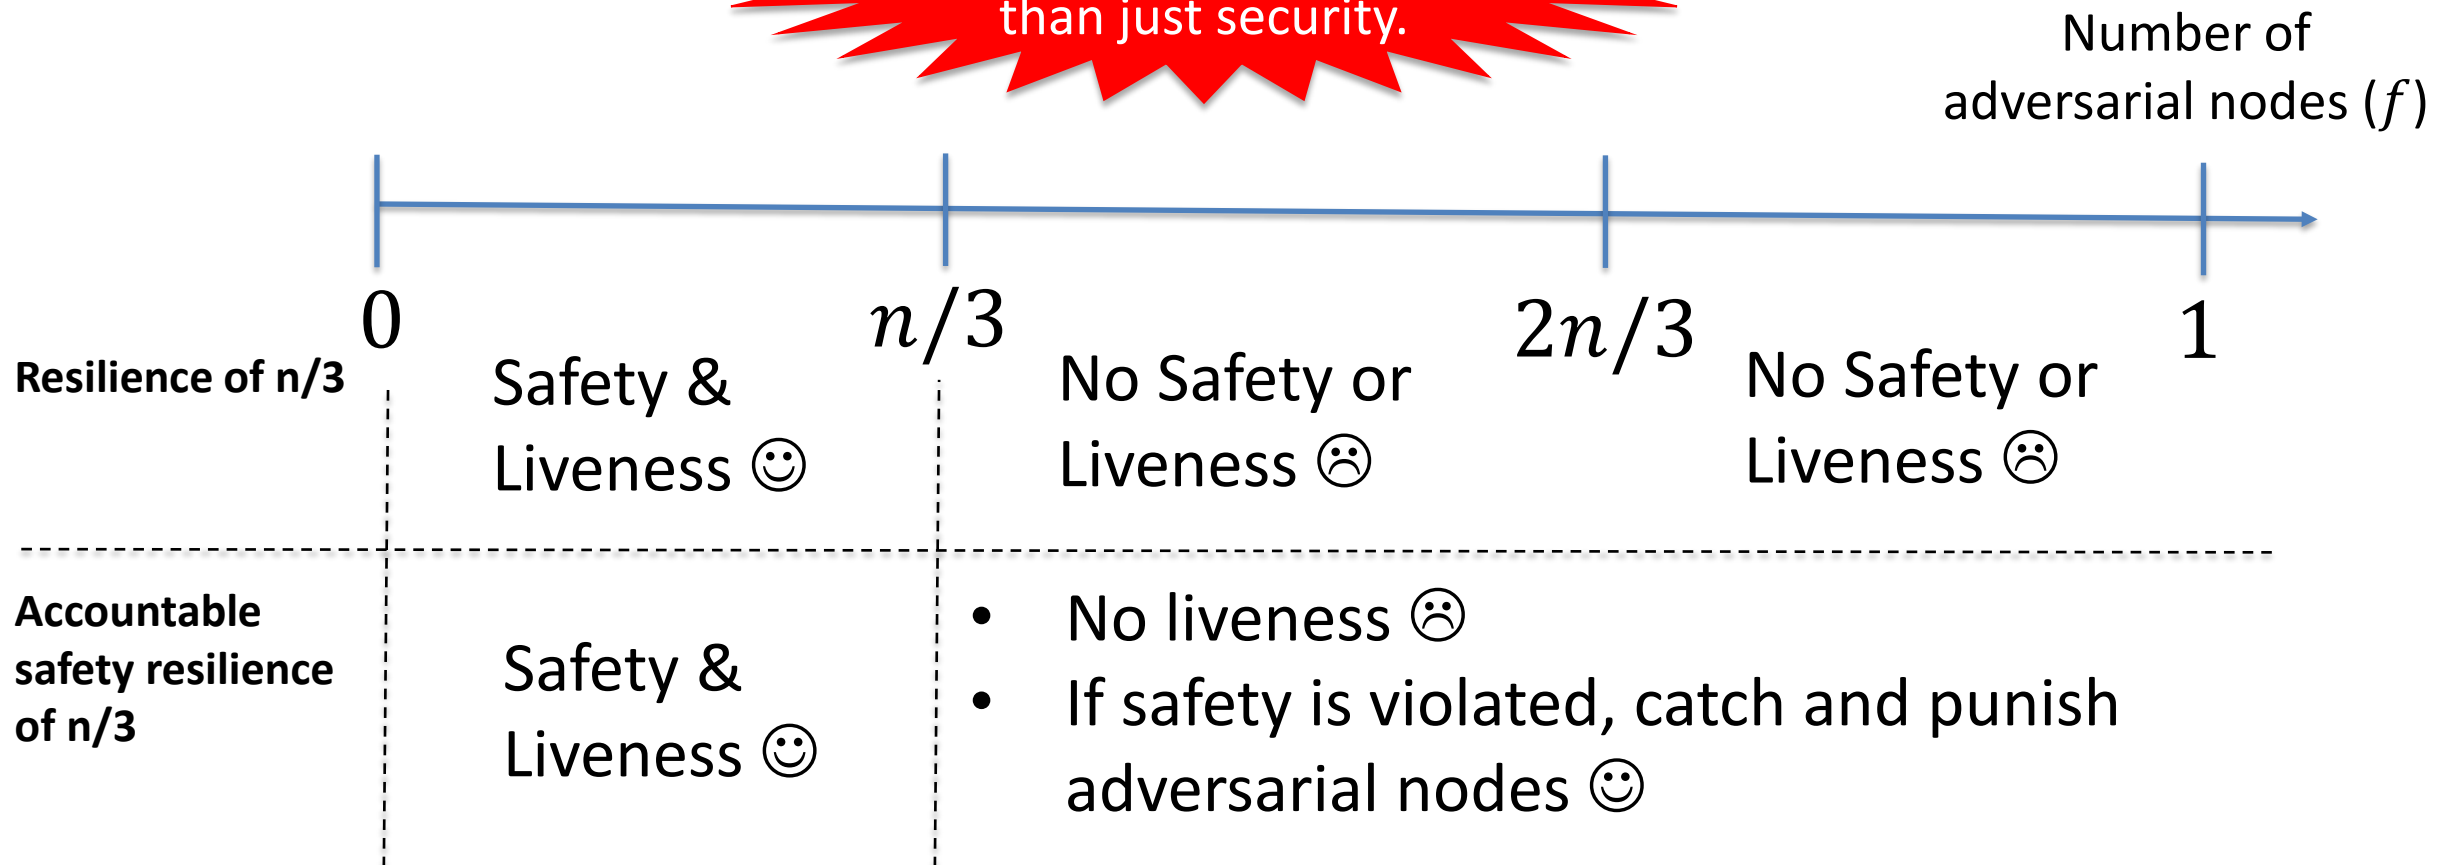 than just security.
Number of
adversarial nodes (𝑓)
0
𝑛/3
2𝑛/3
1
Resilience of n/3
Safety &
Liveness ☺
No Safety or
Liveness ☹
No Safety or
Liveness ☹
Accountable
safety resilience
of n/3
Safety &
Liveness ☺
• No liveness ☹
• If safety is violated, catch and punish
adversarial nodes ☺